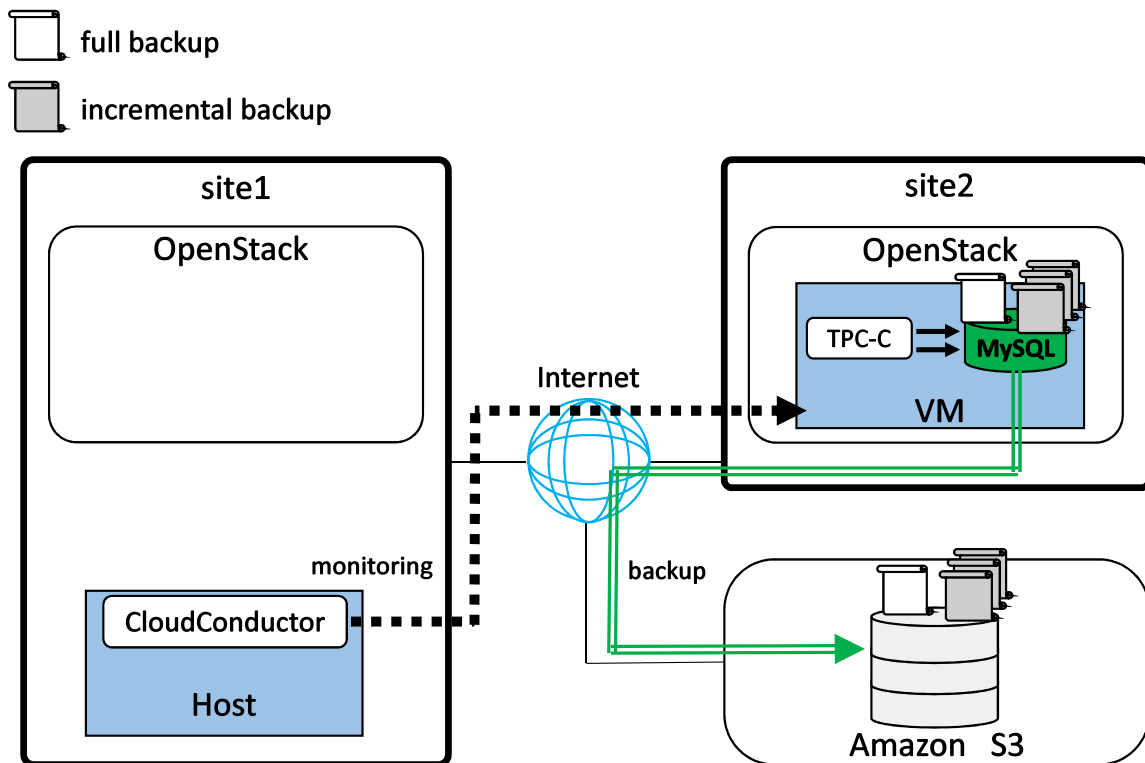 full backup
incremental backup
site1
OpenStack
site2
OpenStack
TPC-C
MySQL
VM
Internet
monitoring
backup
CloudConductor
Host
Amazon S3